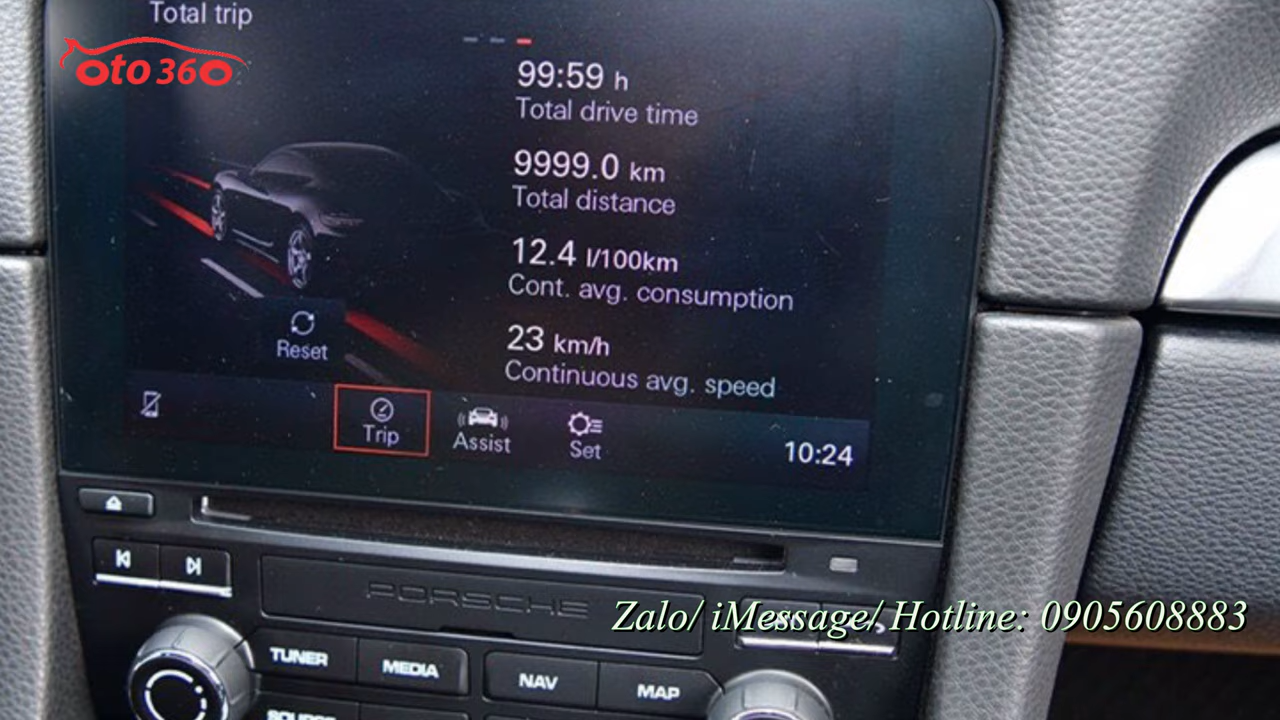 Total trip
oto 360
99:59 h
Total drive time
9999.0 km
Total distance
12.4 l/100km
Cont. avg. consumption
23 km/h
Continuous avg. speed
Reset
Trip
Assist
Set
10:24
PORSCHE
Zalo/ iMessage/ Hotline: 0905608883
TUNER
MEDIA
NAV
MAP